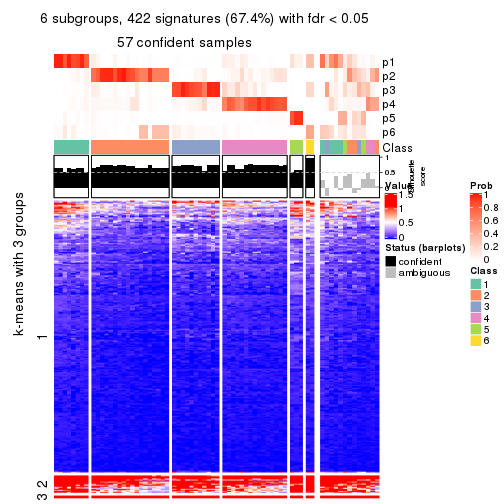 6 subgroups, 422 signatures (67.4%) with fdr < 0.05
57 confident samples
p1
p2
p3
p4
p5
p6
Class
1
0.5
0
Silhouette
score
k-means with 3 groups
1
2
3
Value
1.5
1
0.5
0
Status (barplots)
confident
ambiguous
Prob
1
0.8
0.6
0.4
0.2
0
Class
1
2
3
4
5
6